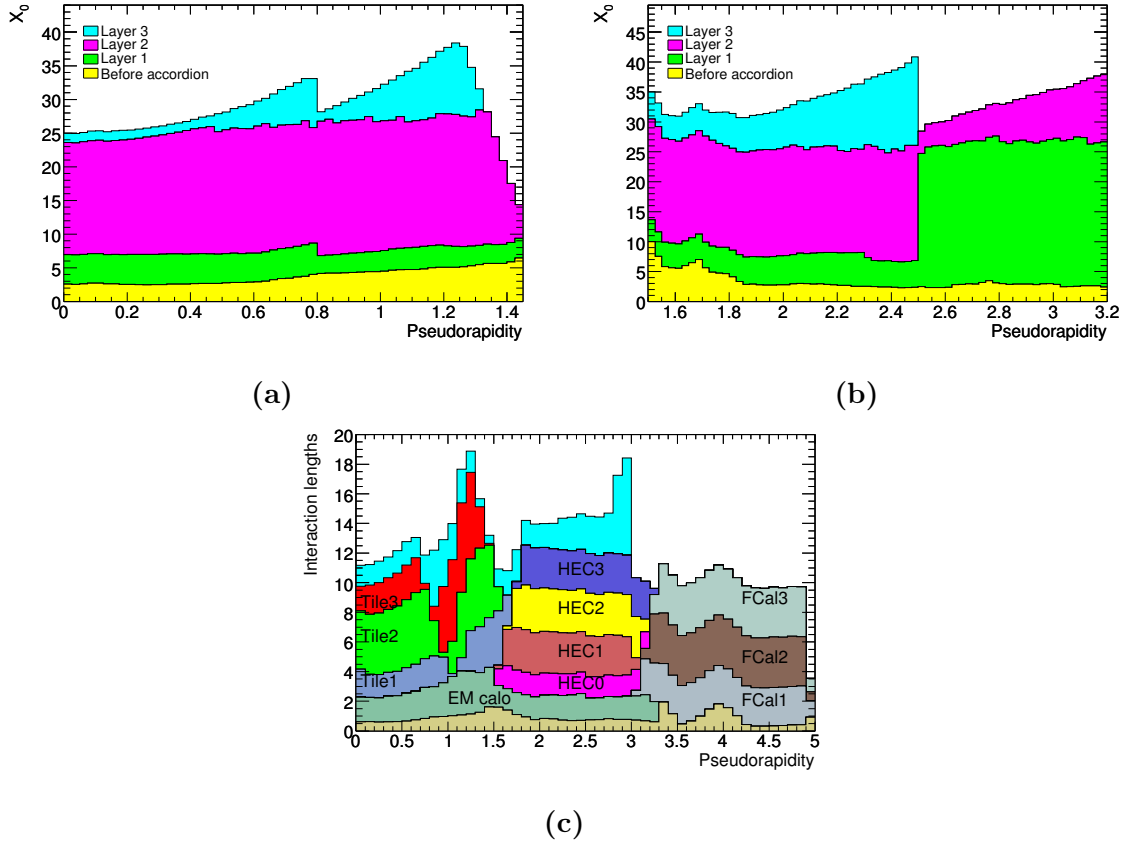 X0
40
35
30
25
20
15
10
5
0
Layer 3
Layer 2
Layer 1
Before accordion
0 0.2 0.4 0.6 0.8 1 1.2 1.4
Pseudorapidity
(a)
X0
45
40
35
30
25
20
15
10
5
0
Layer 3
Layer 2
Layer 1
Before accordion
1.6 1.8 2 2.2 2.4 2.6 2.8 3 3.2
Pseudorapidity
(b)
Interaction lengths
20
18
16
14
12
10
8
6
4
2
0
Tile3
Tile2
Tile1
EM calo
HEC3
HEC2
HEC1
HEC0
FCal3
FCal2
FCal1
0 0.5 1 1.5 2 2.5 3 3.5 4 4.5 5
Pseudorapidity
(c)